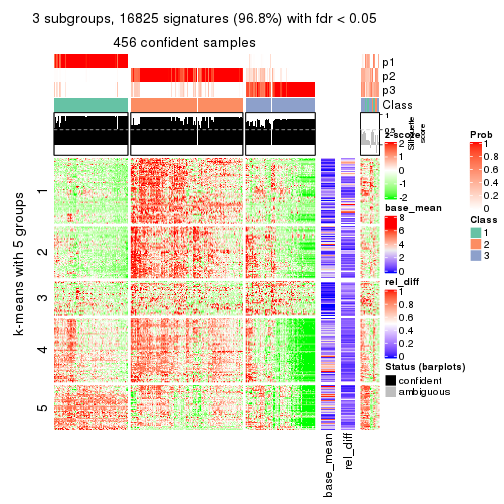 3 subgroups, 16825 signatures (96.8%) with fdr < 0.05
456 confident samples
p1
p2
p3
Class
1
0.5
0
Silhouette
score
k-means with 5 groups
1
2
3
4
5
base_mean
rel_diff
z-score
2
1
0
-1
-2
base_mean
8
6
4
2
0
rel_diff
1
0.8
0.6
0.4
0.2
0
Status (barplots)
confident
ambiguous
Prob
1
0.8
0.6
0.4
0.2
0
Class
1
2
3